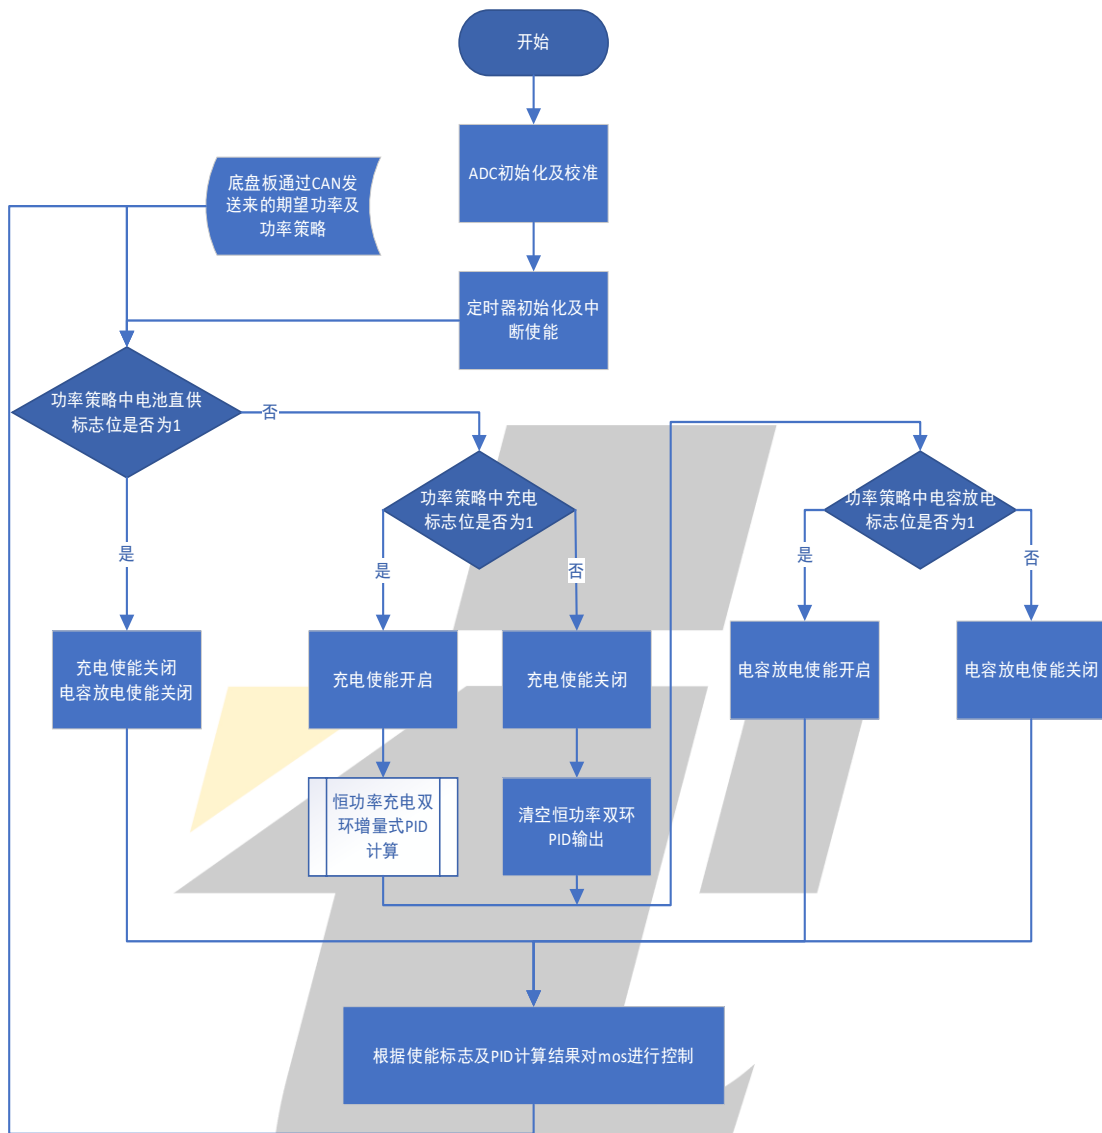 开始
ADC初始化及校准
底盘板通过CAN发
送来的期望功率及
功率策略
定时器初始化及中
断使能
功率策略中电池直供
标志位是否为1
否
功率策略中充电
标志位是否为1
功率策略中电容放电
标志位是否为1
是
是
否
是
否
充电使能关闭
电容放电使能关闭
充电使能开启
充电使能关闭
电容放电使能开启
电容放电使能关闭
恒功率充电双
环增量式PID
计算
清空恒功率双环
PID输出
根据使能标志及PID计算结果对mos进行控制